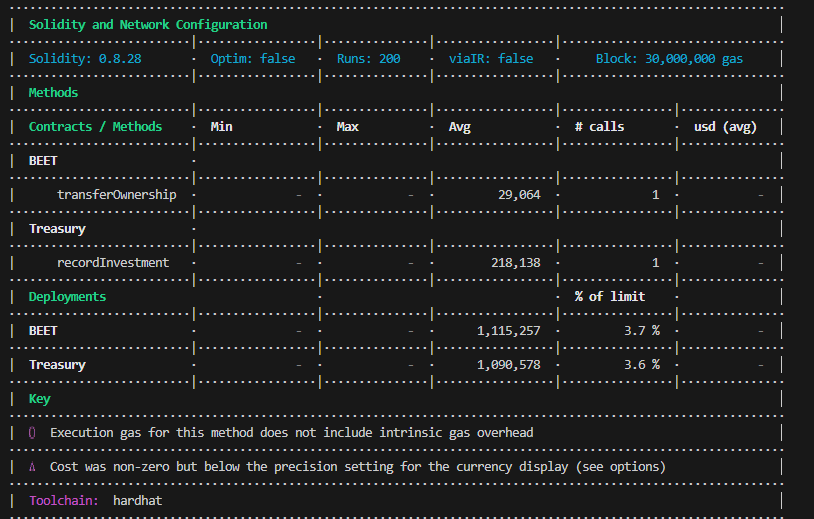 Solidity and Network Configuration
Solidity: 0.8.28 · Optim: false · Runs: 200 · viaIR: false · Block: 30,000,000 gas
Methods
Contracts / Methods · Min · Max · Avg · # calls · usd (avg)
BEET ·
transferOwnership · - · - · 29,064 · 1 · -
Treasury ·
recordInvestment · - · - · 218,138 · 1 · -
Deployments · · % of limit ·
BEET · - · - · 1,115,257 · 3.7 % · -
Treasury · - · - · 1,090,578 · 3.6 % · -
Key
Execution gas for this method does not include intrinsic gas overhead
Cost was non-zero but below the precision setting for the currency display (see options)
Toolchain: hardhat